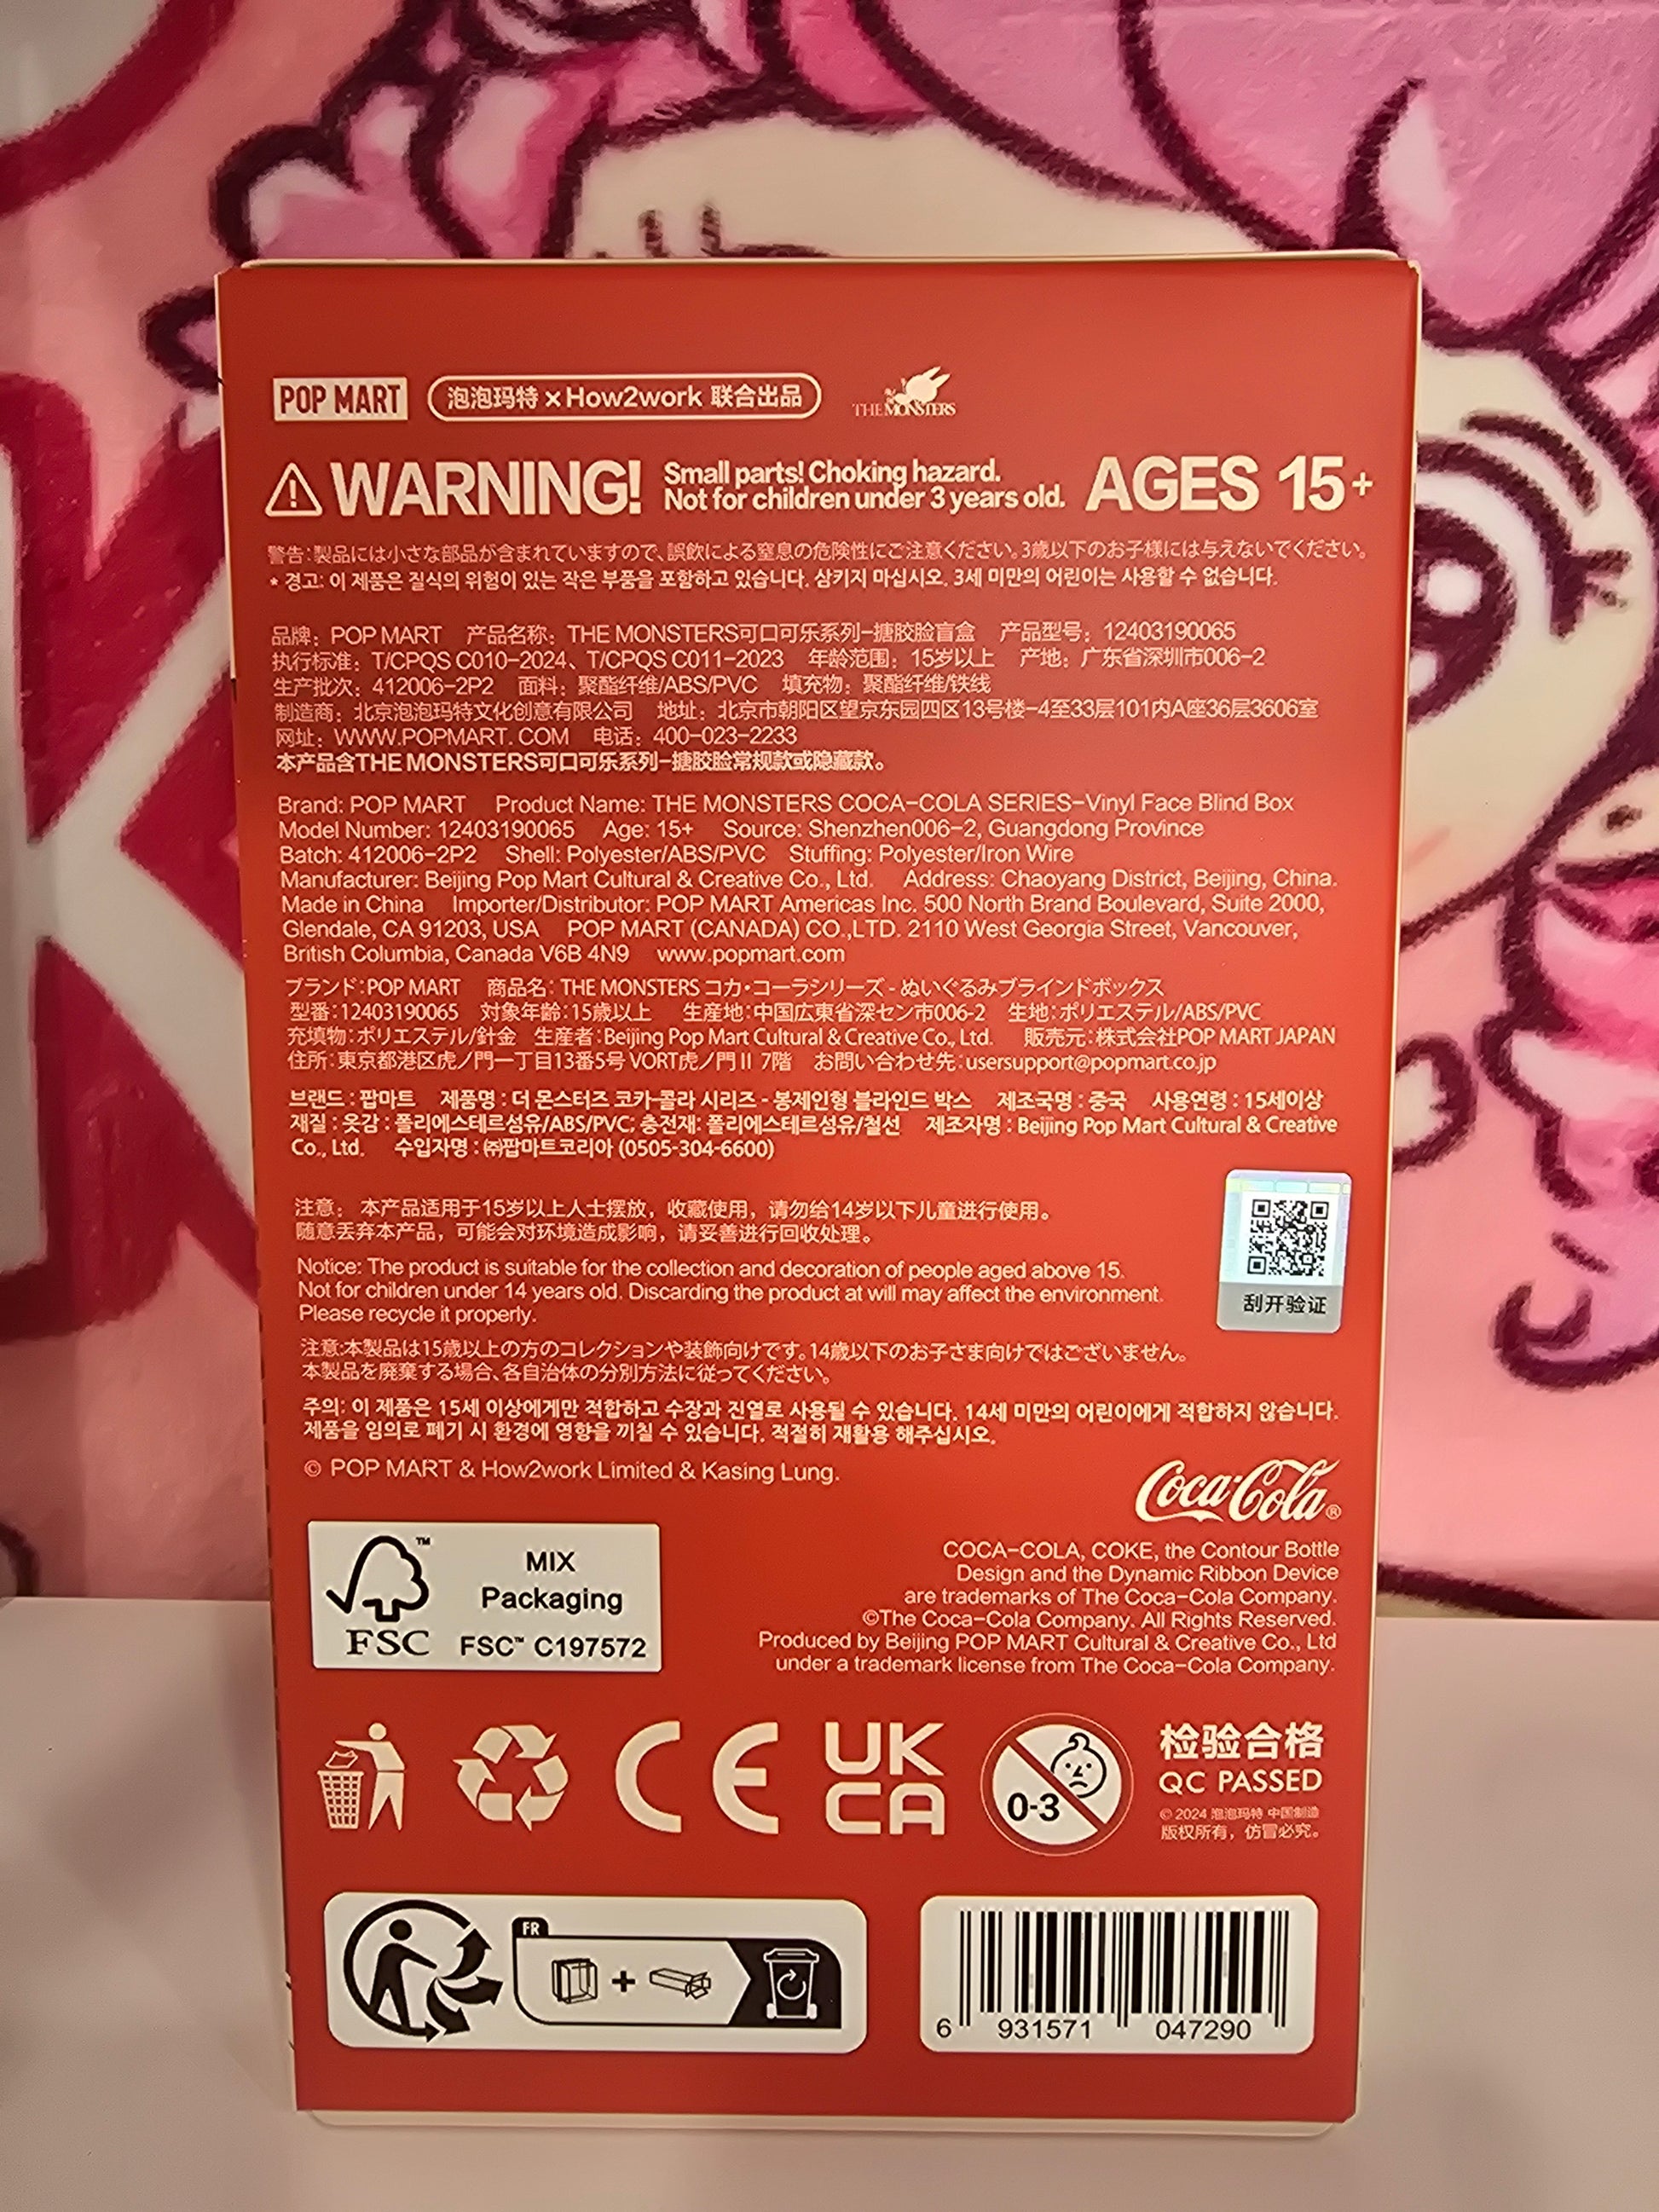 POP MART 泡泡玛特 × How2work 联合出品 THE MONSTERS
WARNING! Small parts! Choking hazard. AGES 15+
Not for children under 3 years old.
警告:製品には小さな部品が含まれていますので、誤飲による窒息の危険性にご注意ください。3歳以下のお子様には与えないでください。
* 경고: 이 제품은 질식의 위험이 있는 작은 부품을 포함하고 있습니다. 삼키지 마십시오. 3세 미만의 어린이는 사용할 수 없습니다.
品牌：POP MART 产品名称：THE MONSTERS可口可乐系列-搪胶脸盲盒 产品型号：12403190065
执行标准：T/CPQS C010-2024、T/CPQS C011-2023 年龄范围：15岁以上 产地：广东省深圳市006-2
生产批次：412006-2P2 面料：聚酯纤维/ABS/PVC 填充物：聚酯纤维/铁线
制造商：北京泡泡玛特文化创意有限公司 地址：北京市朝阳区望京东园四区13号楼-4至33层101内A座36层3606室
网址：WWW.POPMART.COM 电话：400-023-2233
本产品含THE MONSTERS可口可乐系列-搪胶脸常规款或隐藏款。
Brand: POP MART Product Name: THE MONSTERS COCA-COLA SERIES-Vinyl Face Blind Box
Model Number: 12403190065 Age: 15+ Source: Shenzhen006-2, Guangdong Province
Batch: 412006-2P2 Shell: Polyester/ABS/PVC Stuffing: Polyester/Iron Wire
Manufacturer: Beijing Pop Mart Cultural & Creative Co., Ltd. Address: Chaoyang District, Beijing, China.
Made in China Importer/Distributor: POP MART Americas Inc. 500 North Brand Boulevard, Suite 2000,
Glendale, CA 91203, USA POP MART (CANADA) CO.,LTD. 2110 West Georgia Street, Vancouver,
British Columbia, Canada V6B 4N9 www.popmart.com
ブランド:POP MART 商品名: THE MONSTERS コカ・コーラシリーズ - ぬいぐるみブラインドボックス
型番:12403190065 対象年齢:15歳以上 生産地:中国広東省深セン市006-2 生地:ポリエステル/ABS/PVC
充填物:ポリエステル/針金 生産者:Beijing Pop Mart Cultural & Creative Co., Ltd. 販売元:株式会社POP MART JAPAN
住所:東京都港区虎ノ門一丁目13番5号 VORT虎ノ門Ⅱ 7階 お問い合わせ先:usersupport@popmart.co.jp
브랜드 : 팝마트 제품명 : 더 몬스터즈 코카-콜라 시리즈 - 봉제인형 블라인드 박스 제조국명 : 중국 사용연령 : 15세이상
재질 : 옷감 : 폴리에스테르섬유/ABS/PVC; 충전재: 폴리에스테르섬유/철선 제조자명 : Beijing Pop Mart Cultural & Creative
Co., Ltd. 수입자명 : ㈜팝마트코리아 (0505-304-6600)
注意：本产品适用于15岁以上人士摆放，收藏使用，请勿给14岁以下儿童进行使用。
随意丢弃本产品，可能会对环境造成影响，请妥善进行回收处理。
刮开验证
Notice: The product is suitable for the collection and decoration of people aged above 15.
Not for children under 14 years old. Discarding the product at will may affect the environment.
Please recycle it properly.
注意:本製品は15歳以上の方のコレクションや装飾向けです。14歳以下のお子さま向けではございません。
本製品を廃棄する場合、各自治体の分別方法に従ってください。
주의: 이 제품은 15세 이상에게만 적합하고 수장과 진열로 사용될 수 있습니다. 14세 미만의 어린이에게 적합하지 않습니다.
제품을 임의로 폐기 시 환경에 영향을 끼칠 수 있습니다. 적절히 재활용 해주십시오.
© POP MART & How2work Limited & Kasing Lung.
Coca-Cola®
COCA-COLA, COKE, the Contour Bottle
Design and the Dynamic Ribbon Device
are trademarks of The Coca-Cola Company.
©The Coca-Cola Company. All Rights Reserved.
Produced by Beijing POP MART Cultural & Creative Co., Ltd
under a trademark license from The Coca-Cola Company.
™
MIX
Packaging
FSC FSC™ C197572
CE UK
CA
0-3
检验合格
QC PASSED
© 2024 泡泡玛特 中国制造
版权所有，仿冒必究。
FR
+
6 931571 047290